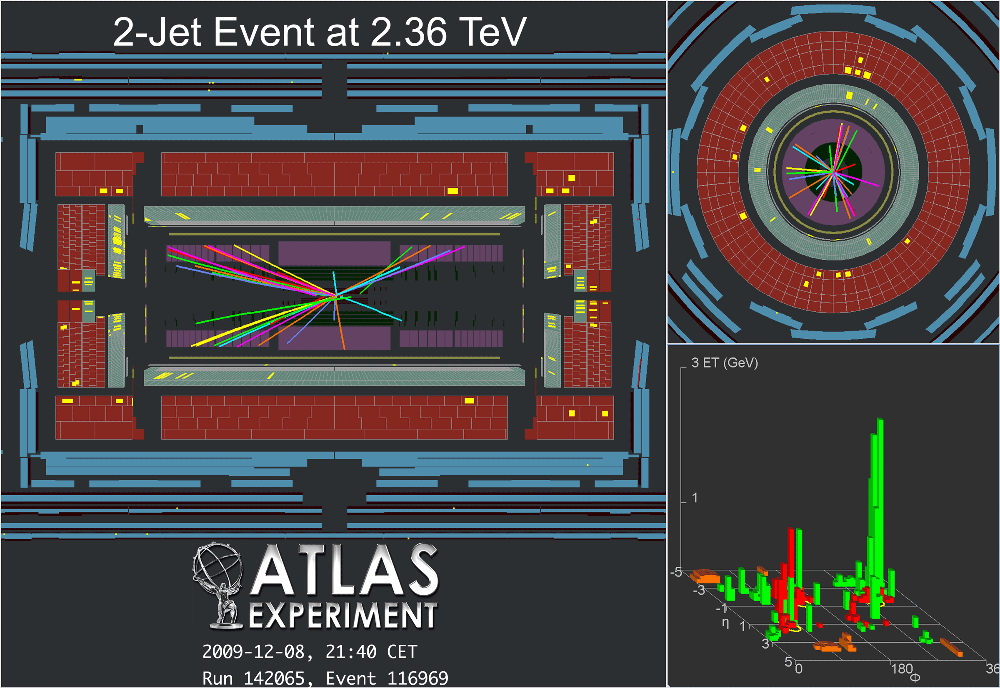 2-Jet Event at 2.36 TeV
3 ET (GeV)
1
-5
-3
-1
η
1
3
5
0
180
Φ
36
ATLAS
EXPERIMENT
2009-12-08, 21:40 CET
Run 142065, Event 116969